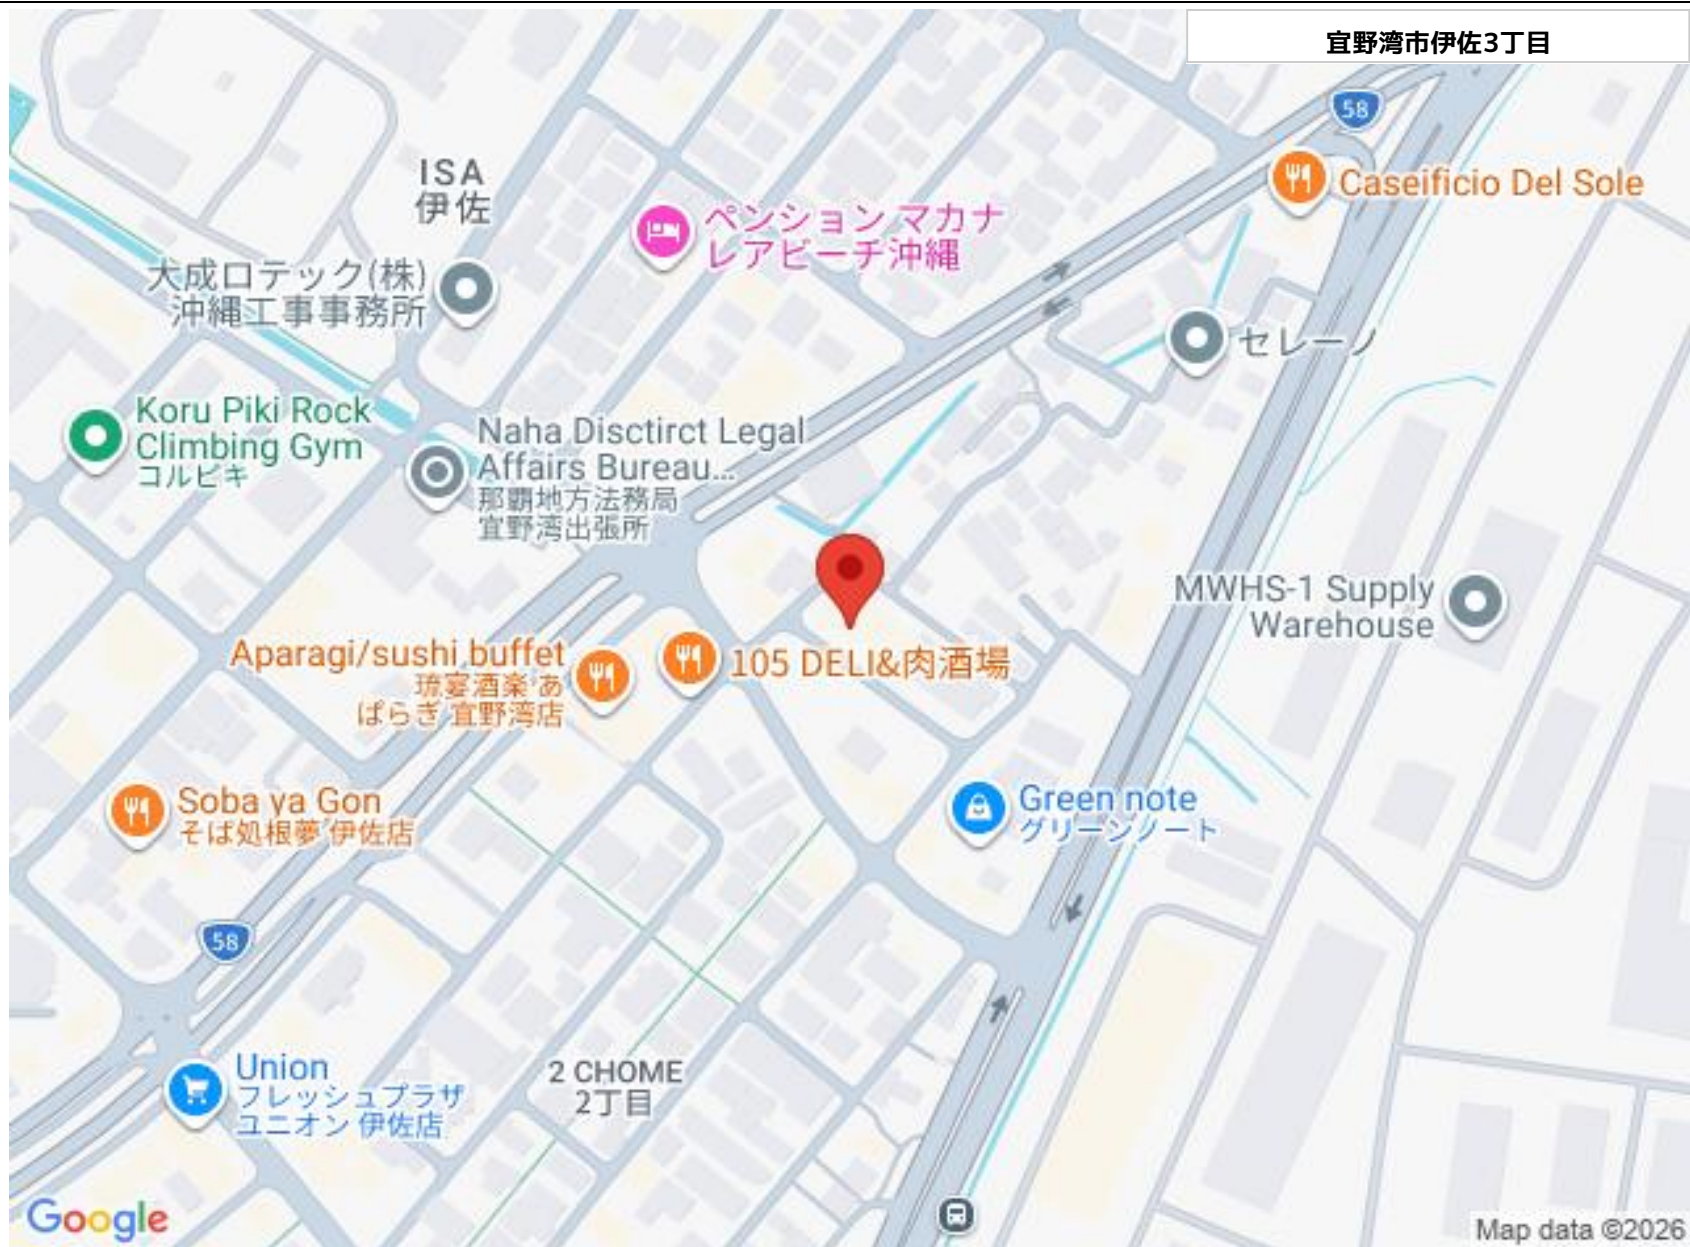 宜野湾市伊佐3丁目
58
Caseificio Del Sole
ISA
伊佐
ペンション マカナ
レアビーチ沖縄
大成ロテック(株)
沖縄工事事務所
セレーノ
Koru Piki Rock
Climbing Gym
コルピキ
Naha Disctirct Legal
Affairs Bureau...
那覇地方法務局
宜野湾出張所
MWHS-1 Supply
Warehouse
Aparagi/sushi buffet
琉宴酒楽 あ
ぱらぎ 宜野湾店
105 DELI&肉酒場
Soba ya Gon
そば処根夢 伊佐店
Green note
グリーンノート
58
Union
フレッシュプラザ
ユニオン 伊佐店
2 CHOME
2丁目
Google
Map data ©2026